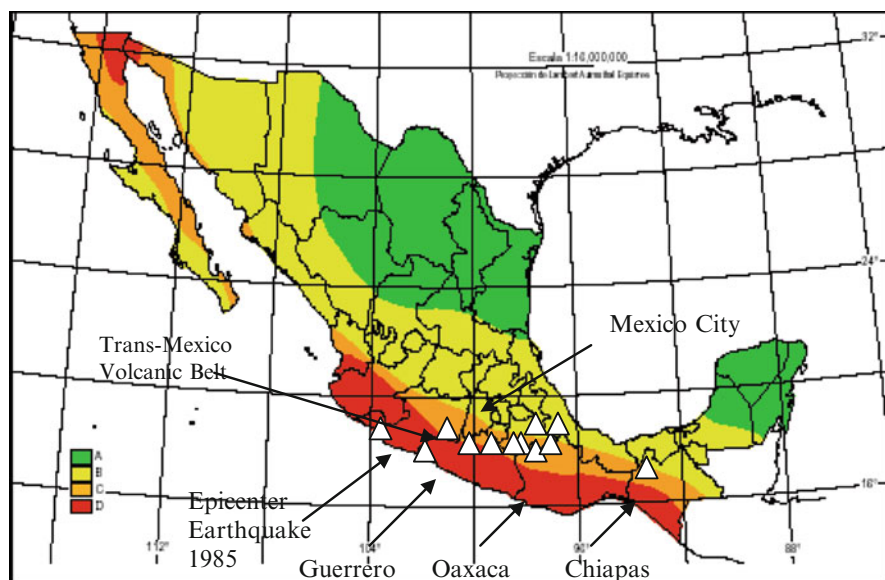 32°
Escala 1:16,000,000
Mexico City
24°
Trans-Mexico
Volcanic Belt
A
B
C
D
16°
Epicenter
Earthquake
1985
112°
104°
88°
Guerrero
Oaxaca
Chiapas